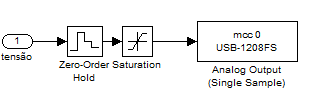 1
tensão
Zero-Order
Hold
Saturation
mcc 0
USB-1208FS
Analog Output
(Single Sample)